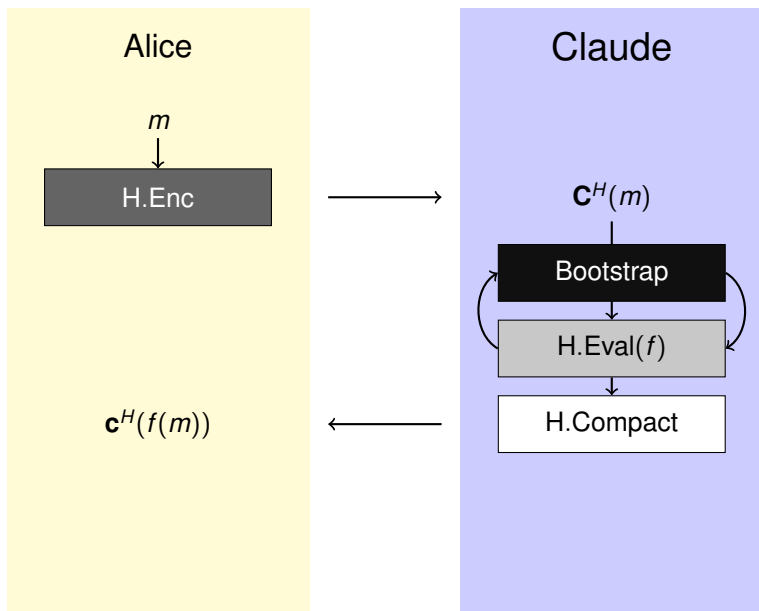 Alice
Claude
m
H.Enc
C^H(m)
Bootstrap
H.Eval(f)
c^H(f(m))
H.Compact